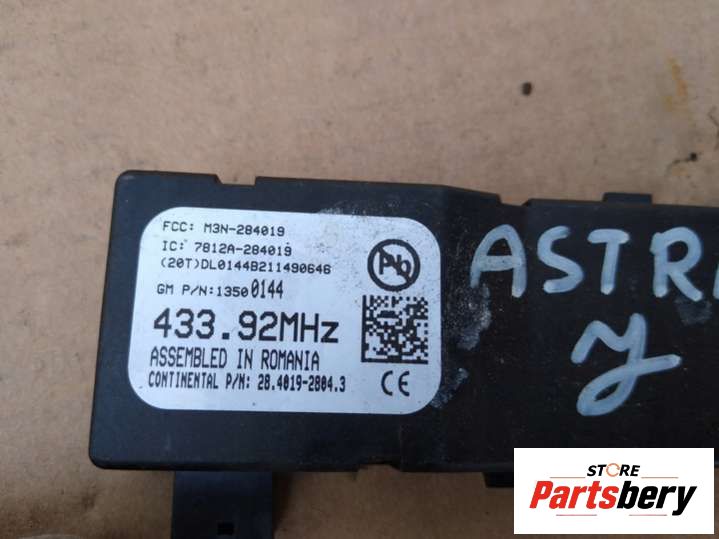 FCC: M3N-284019
IC: 7812A-284019
(20T)DL0144B211490646
GM P/N:13500144
Pb
433.92MHz
ASSEMBLED IN ROMANIA
CONTINENTAL P/N: 28.4019-2804.3
CE
ASTR
J
STORE
Partsbery